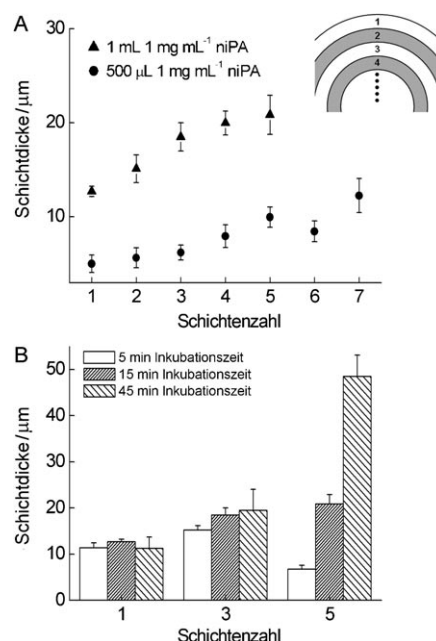 A
30
20
10
Schichtdicke/µm
▲ 1 mL 1 mg mL⁻¹ niPA
● 500 µL 1 mg mL⁻¹ niPA
1
2
3
4
1 2 3 4 5 6 7
Schichtenzahl
B
50
40
30
20
10
0
Schichtdicke/µm
5 min Inkubationszeit
15 min Inkubationszeit
45 min Inkubationszeit
1 3 5
Schichtenzahl